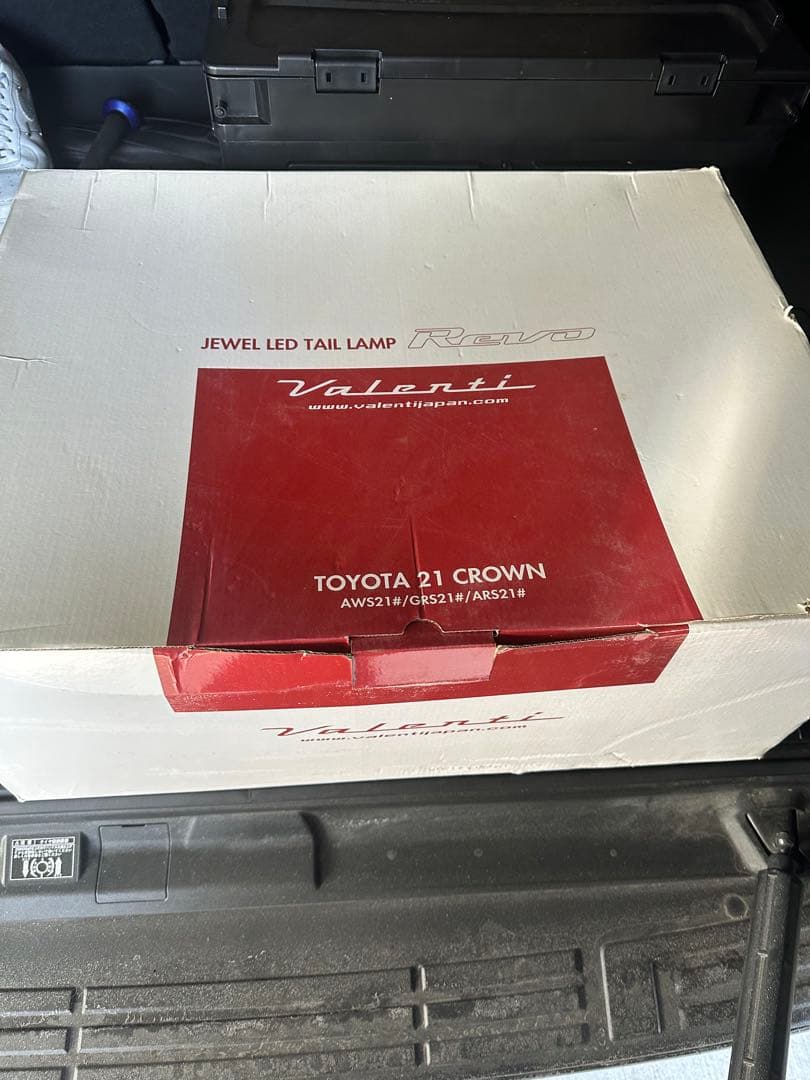 JEWEL LED TAIL LAMP Revo
Valenti
www.valentijapan.com
TOYOTA 21 CROWN
AWS21#/GRS21#/ARS21#
Valenti
www.valentijapan.com